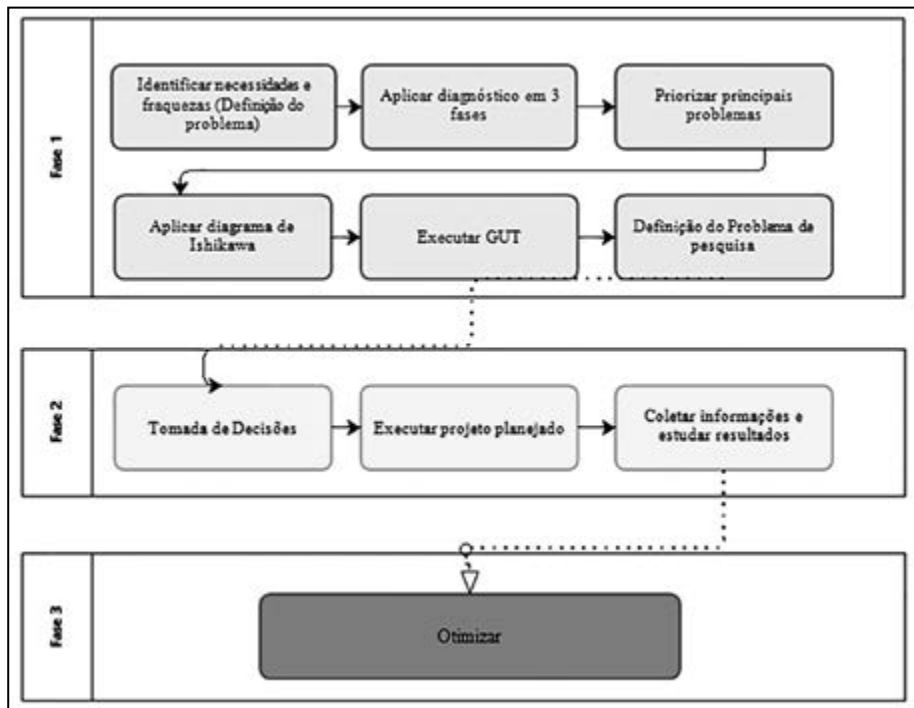 Fase 1
Identificar necessidades e
fraquezas (Definição do
problema)
Aplicar diagnóstico em 3
fases
Priorizar principais
problemas
Aplicar diagrama de
Ishikawa
Executar GUT
Definição do Problema de
pesquisa
Fase 2
Tomada de Decisões
Executar projeto planejado
Coletar informações e
estudar resultados
Fase 3
Otimizar